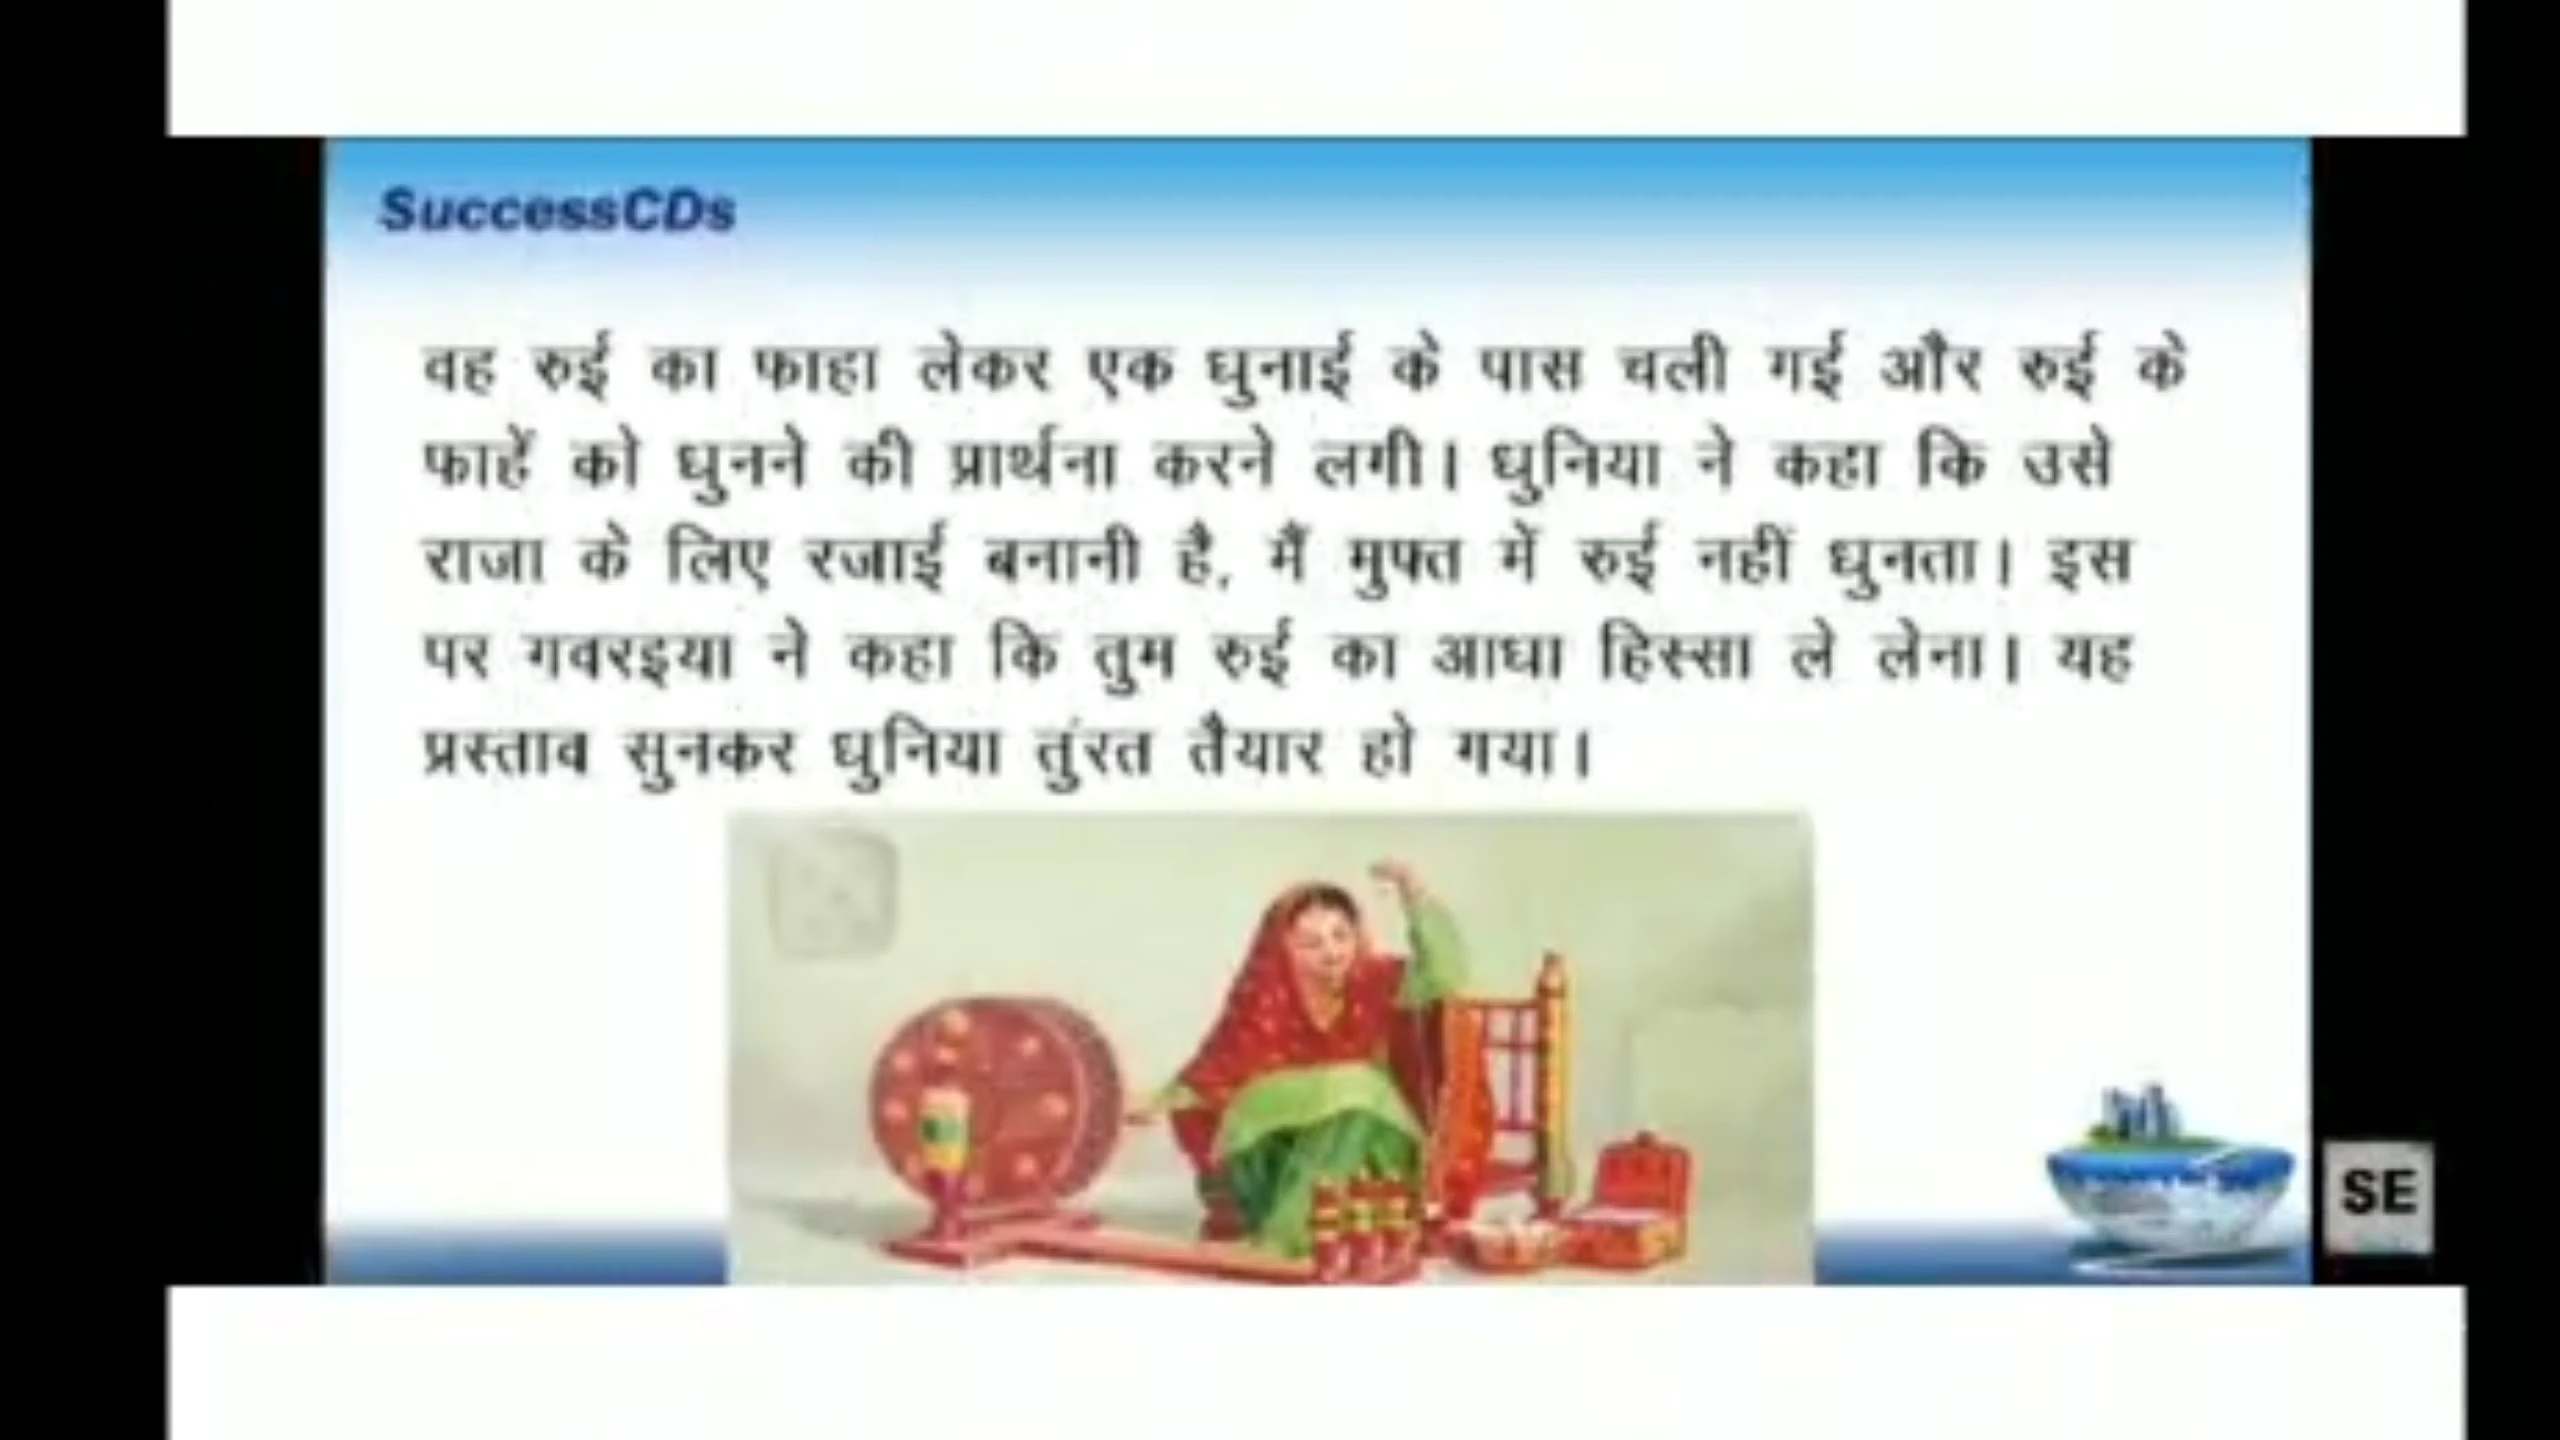 SuccessCDs
वह रुई का फाहा लेकर एक धुनाई के पास चली गई और रुई के
फाहें को धुनने की प्रार्थना करने लगी। धुनिया ने कहा कि उसे
राजा के लिए रजाई बनानी है, मैं मुफ्त में रुई नहीं धुनता। इस
पर गवरइया ने कहा कि तुम रुई का आधा हिस्सा ले लेना। यह
प्रस्ताव सुनकर धुनिया तुंरत तैयार हो गया।
SE